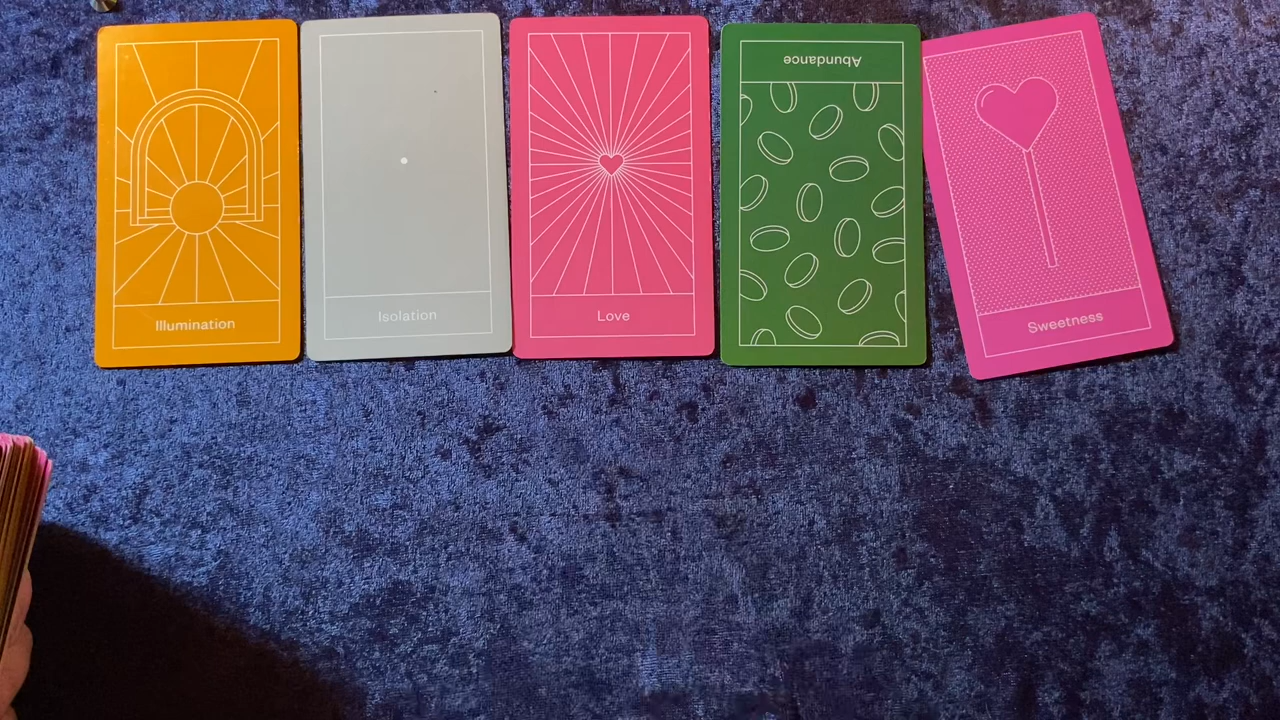 Illumination
Isolation
Love
Abundance
Sweetness